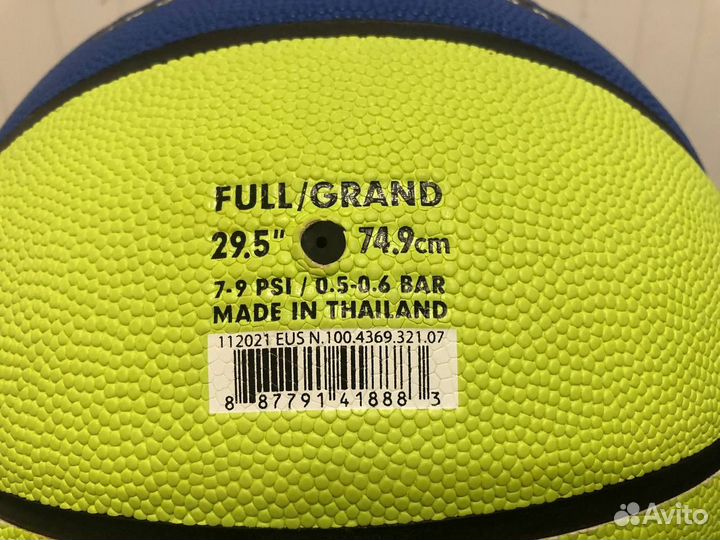 FULL/GRAND
29.5" 74.9cm
7-9 PSI / 0.5-0.6 BAR
MADE IN THAILAND
112021 EUS N.100.4369.321.07
8 87791 41888 3
Avito